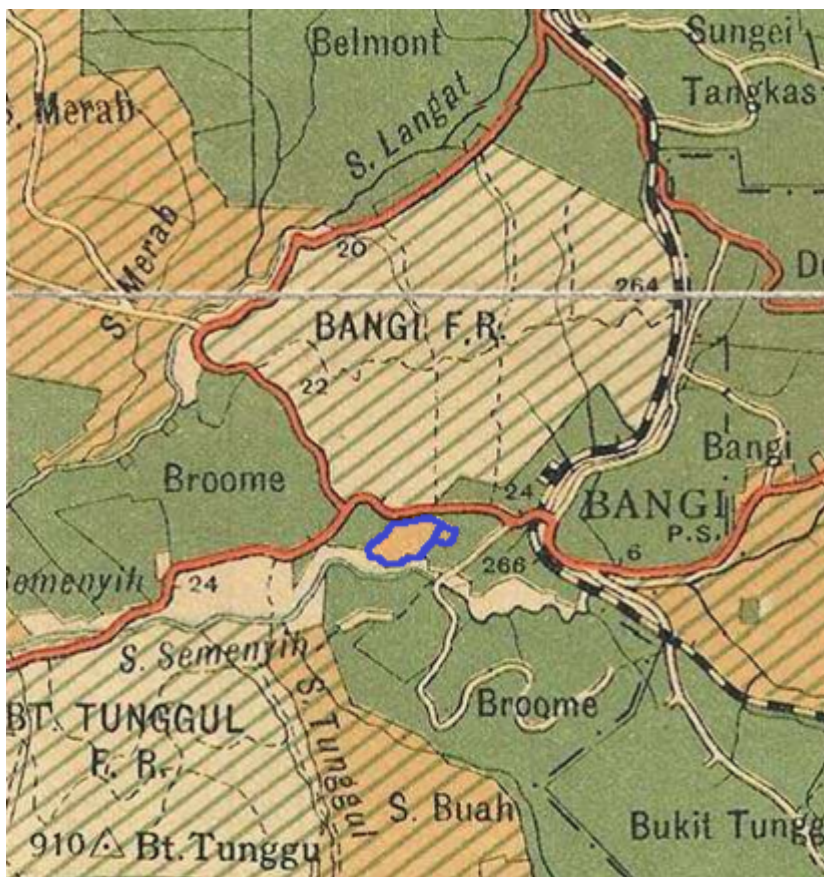 Belmont
Sungei
Tangkas
S. Merab
S. Langat
S. Merab
20
264
BANGI F.R.
22
Bangi
Broome
24
BANGI
P.S.
266
6
Semenyih
24
S. Semenyih
S. Tunggul
Broome
BT. TUNGGUL
F. R.
S. Buah
Bukit Tungg
910 Bt. Tunggu